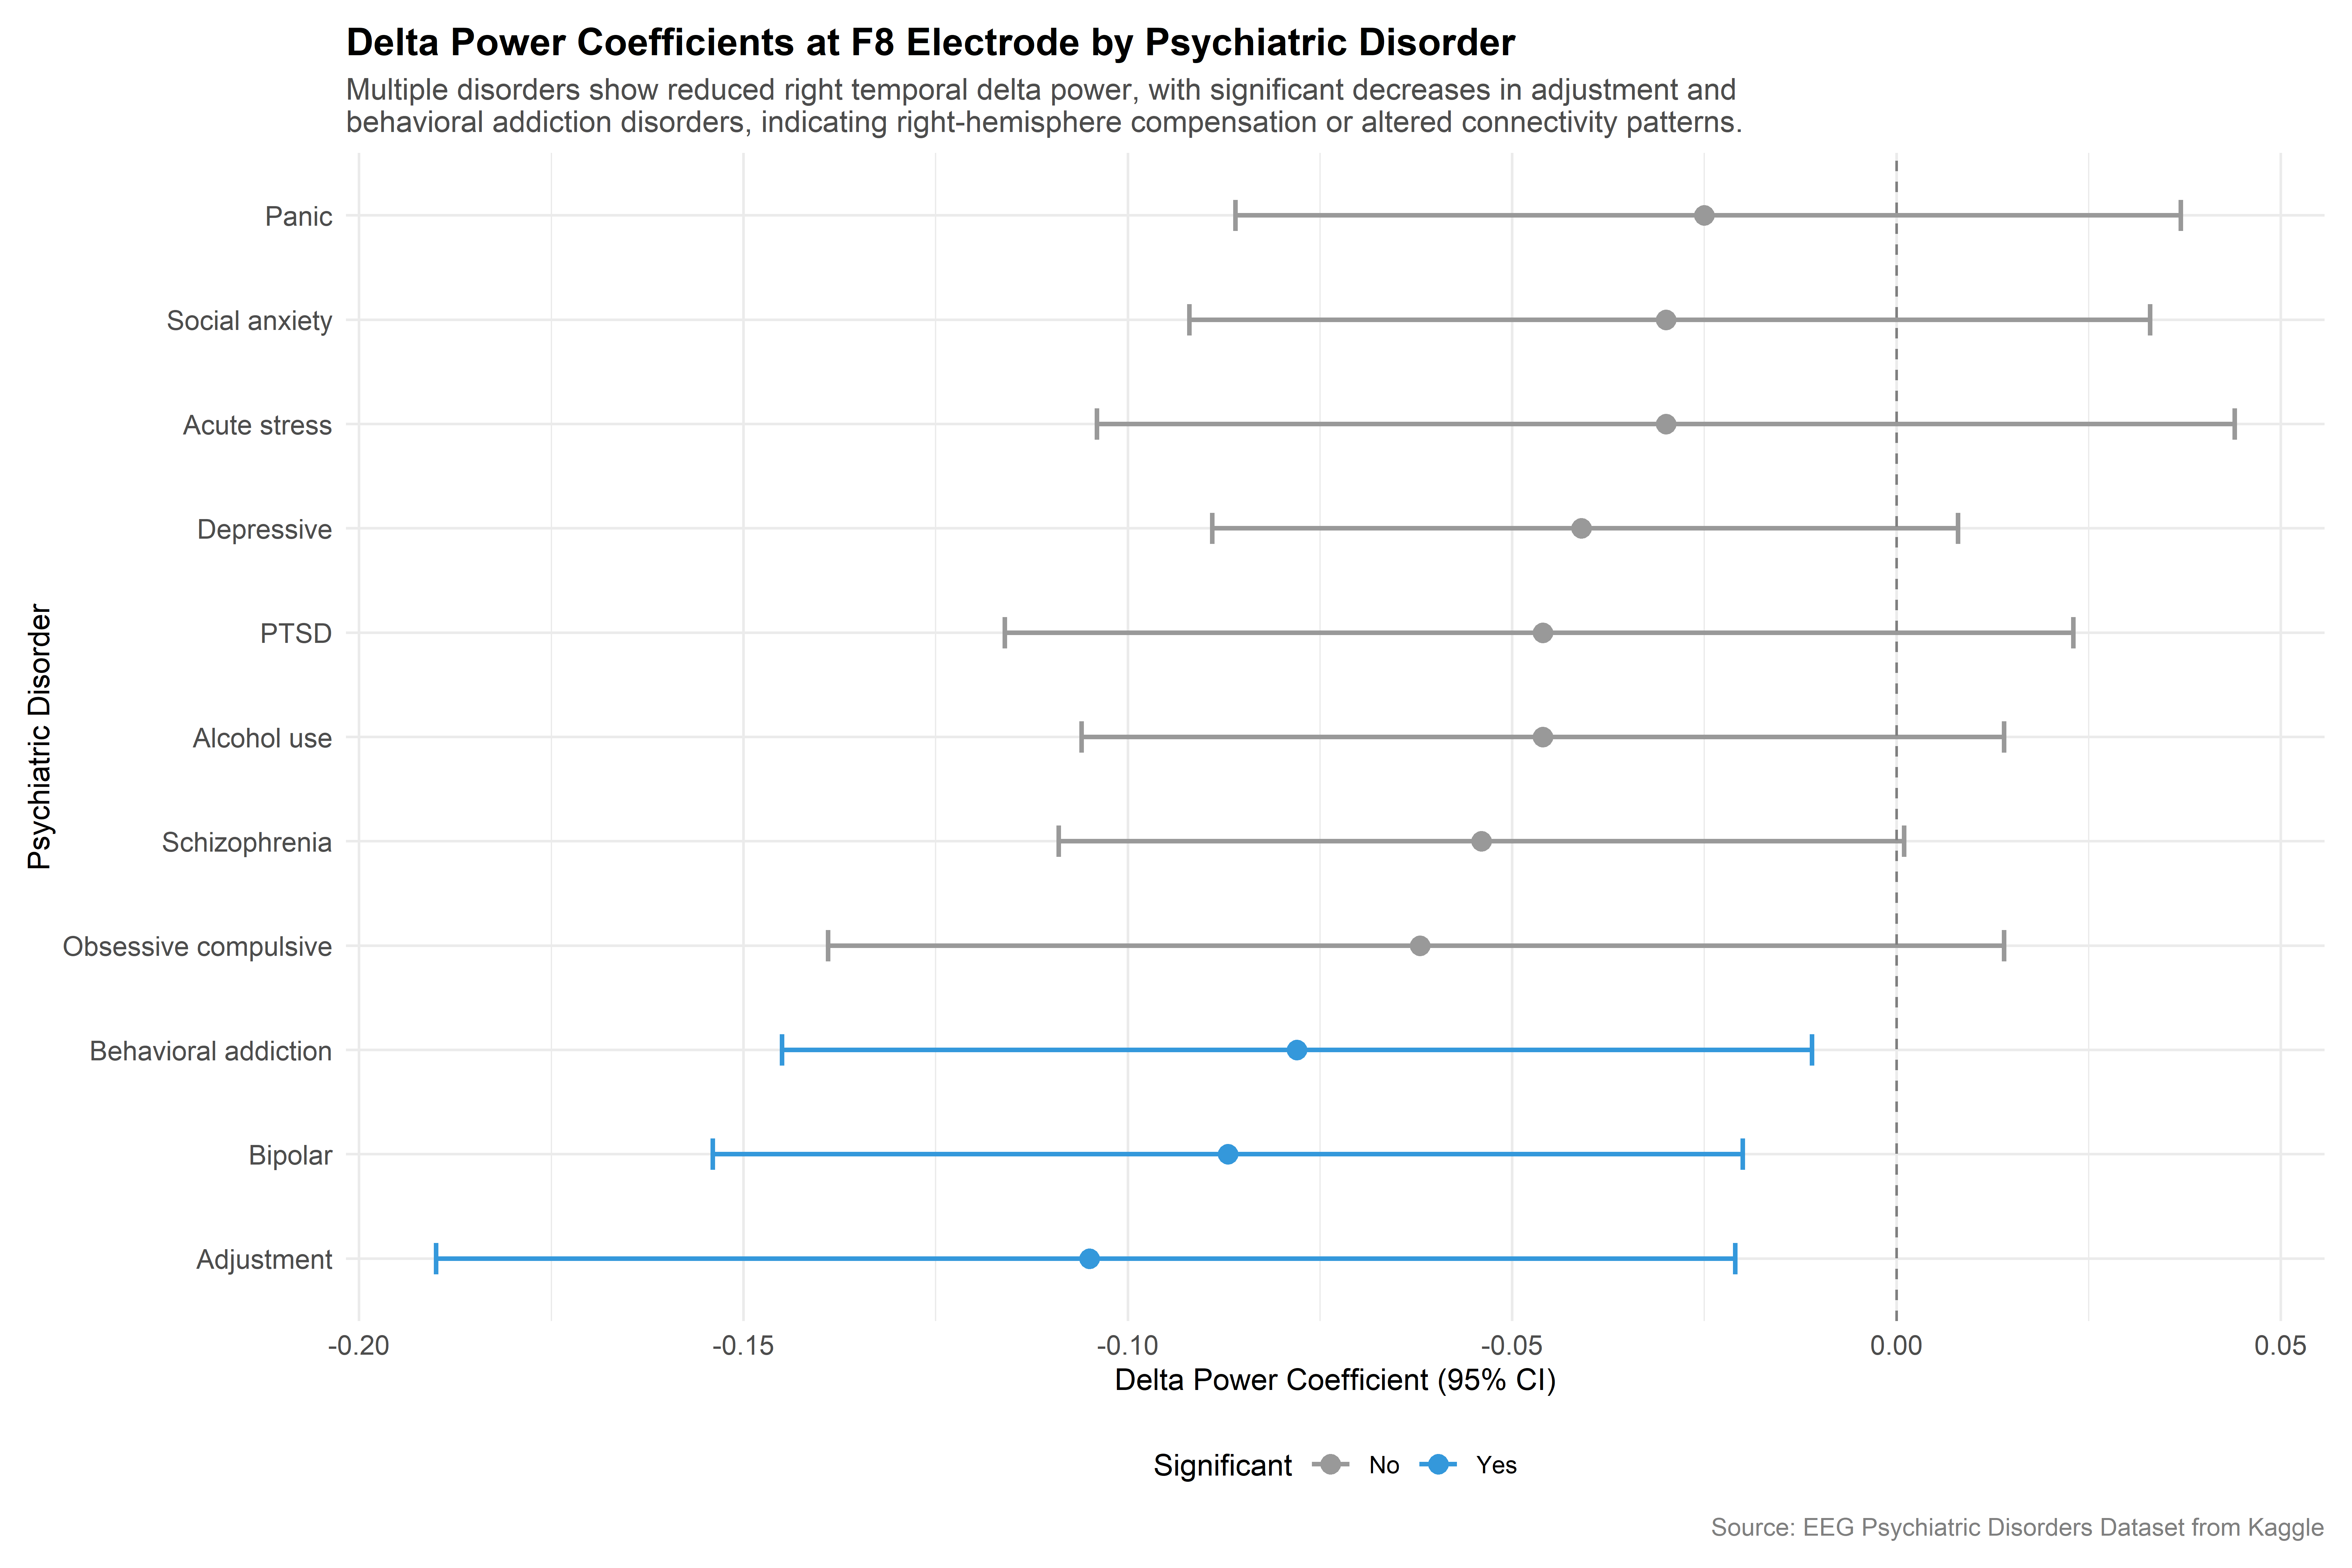 Delta Power Coefficients at F8 Electrode by Psychiatric Disorder
Multiple disorders show reduced right temporal delta power, with significant decreases in adjustment and
behavioral addiction disorders, indicating right-hemisphere compensation or altered connectivity patterns.
Psychiatric Disorder
Panic
Social anxiety
Acute stress
Depressive
PTSD
Alcohol use
Schizophrenia
Obsessive compulsive
Behavioral addiction
Bipolar
Adjustment
-0.20 -0.15 -0.10 -0.05 0.00 0.05
Delta Power Coefficient (95% CI)
Significant No Yes
Source: EEG Psychiatric Disorders Dataset from Kaggle